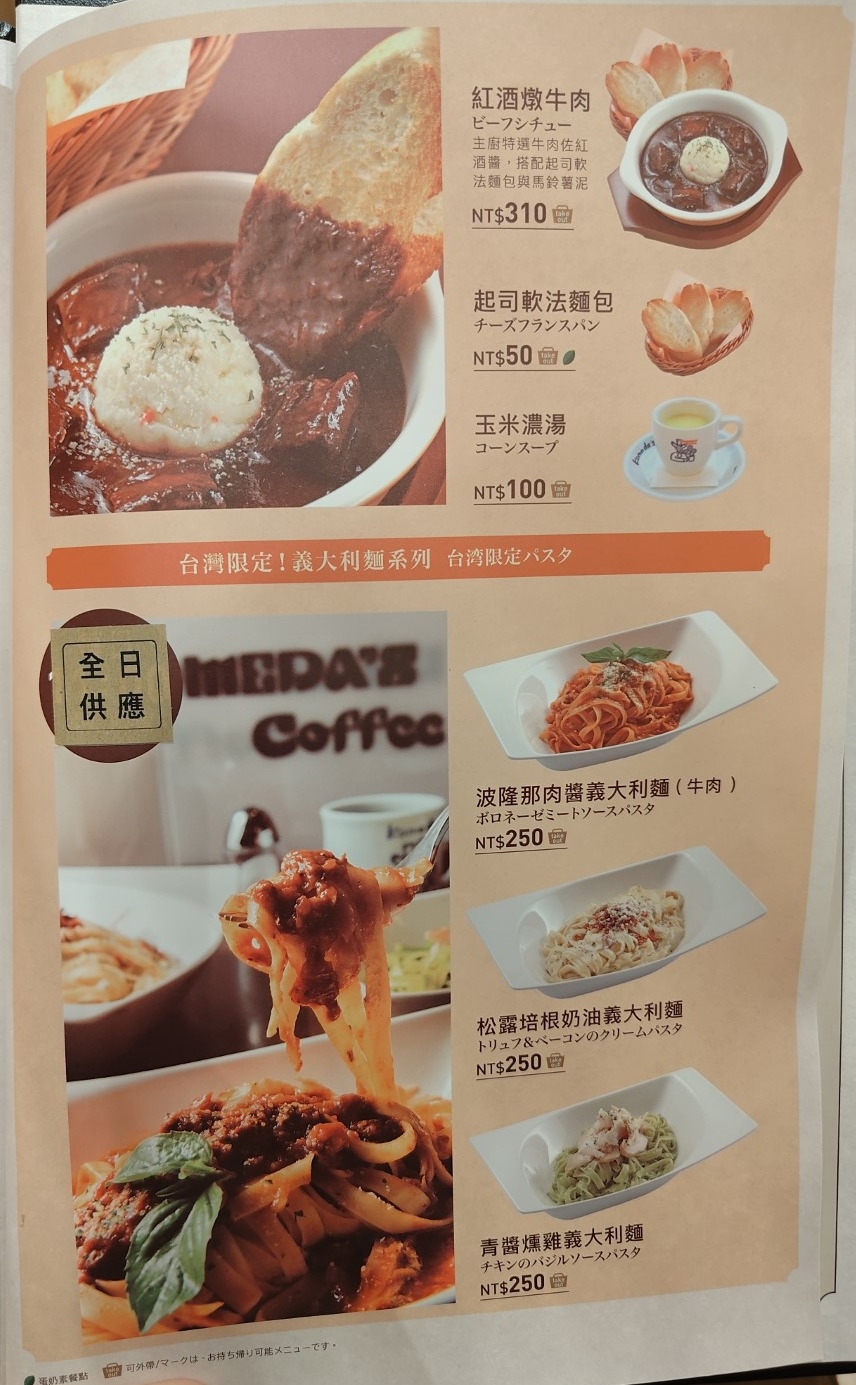 紅酒燉牛肉
ビーフシチュー
主廚特選牛肉佐紅
酒醬，搭配起司軟
法麵包與馬鈴薯泥
NT$310 take out
起司軟法麵包
チーズフランスパン
NT$50 take out
玉米濃湯
コーンスープ
NT$100 take out
台灣限定！義大利麵系列 台湾限定パスタ
全日
供應
MEDA'S
Coffee
波隆那肉醬義大利麵（牛肉）
ボロネーゼミートソースパスタ
NT$250 take out
松露培根奶油義大利麵
トリュフ&ベーコンのクリームパスタ
NT$250 take out
青醬燻雞義大利麵
チキンのバジルソースパスタ
NT$250 take out
蛋奶素餐點 take out 可外帶/マークは、お持ち帰り可能メニューです。